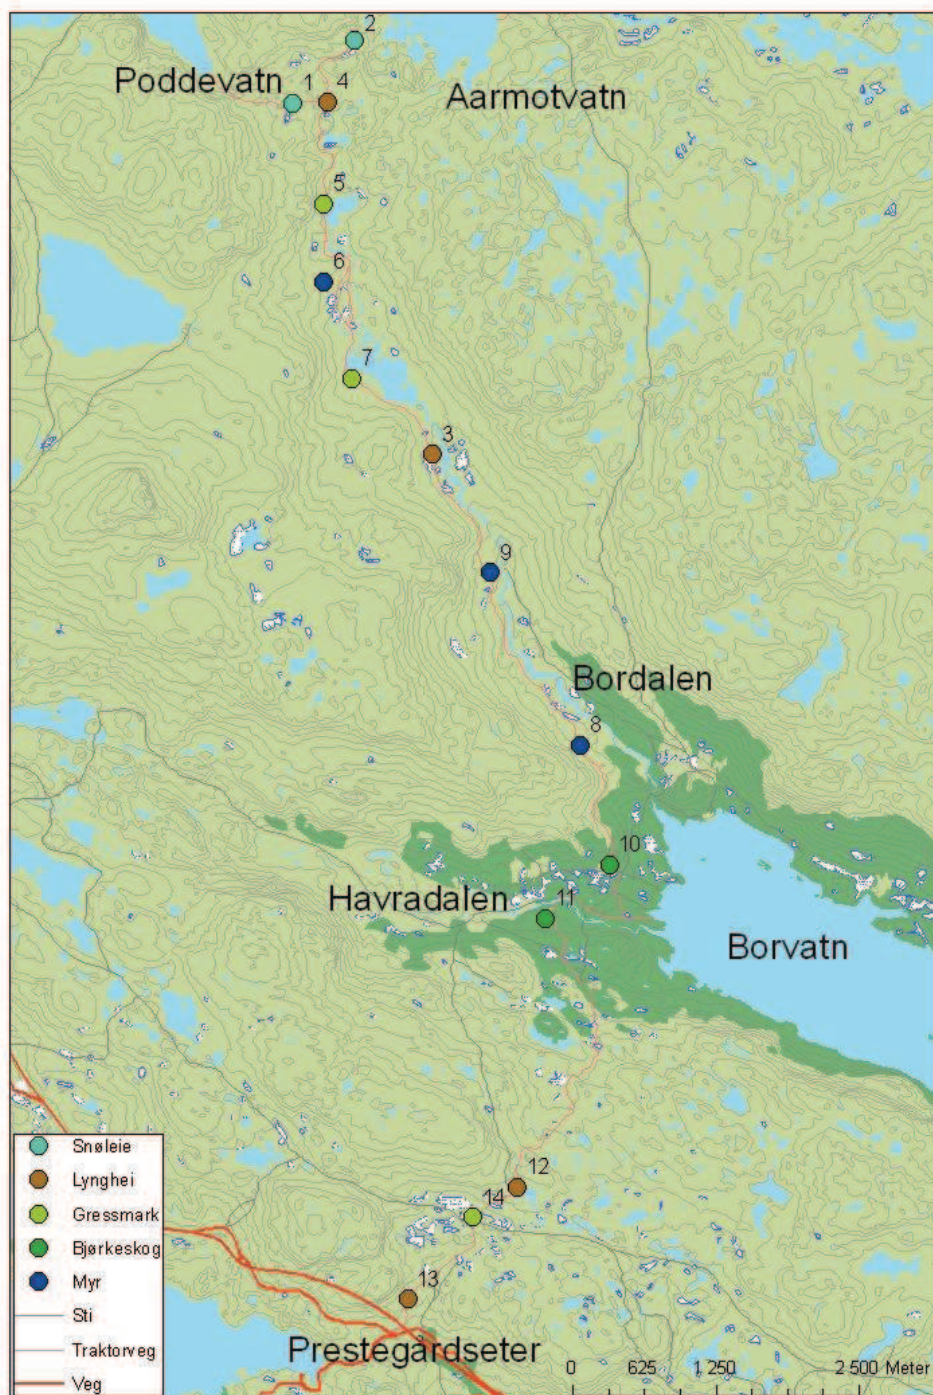 2
Poddevatn
1
4
Aarmotvatn
5
6
7
3
9
Bordalen
8
10
Havradalen
11
Borvatn
12
14
13
Prestegårdseter
Snøleie
Lynghei
Gressmark
Bjørkeskog
Myr
Sti
Traktorveg
Veg
0 625 1 250 2 500 Meter